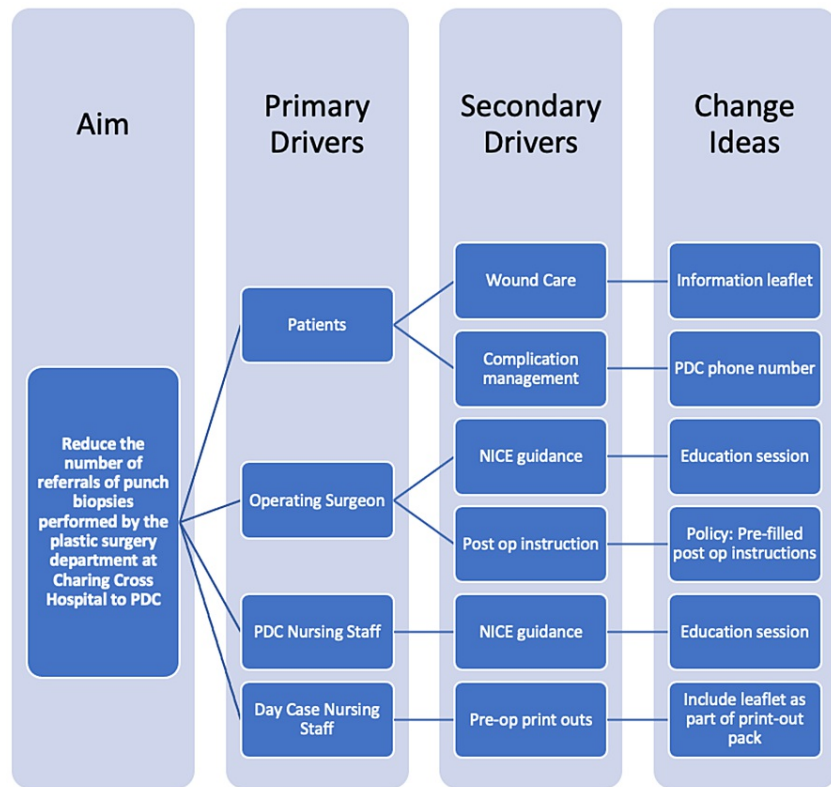 Aim
Primary
Drivers
Secondary
Drivers
Change
Ideas
Reduce the
number of
referrals of punch
biopsies
performed by the
plastic surgery
department at
Charing Cross
Hospital to PDC
Patients
Operating Surgeon
PDC Nursing Staff
Day Case Nursing
Staff
Wound Care
Complication
management
NICE guidance
Post op instruction
NICE guidance
Pre-op print outs
Information leaflet
PDC phone number
Education session
Policy: Pre-filled
post op instructions
Education session
Include leaflet as
part of print-out
pack